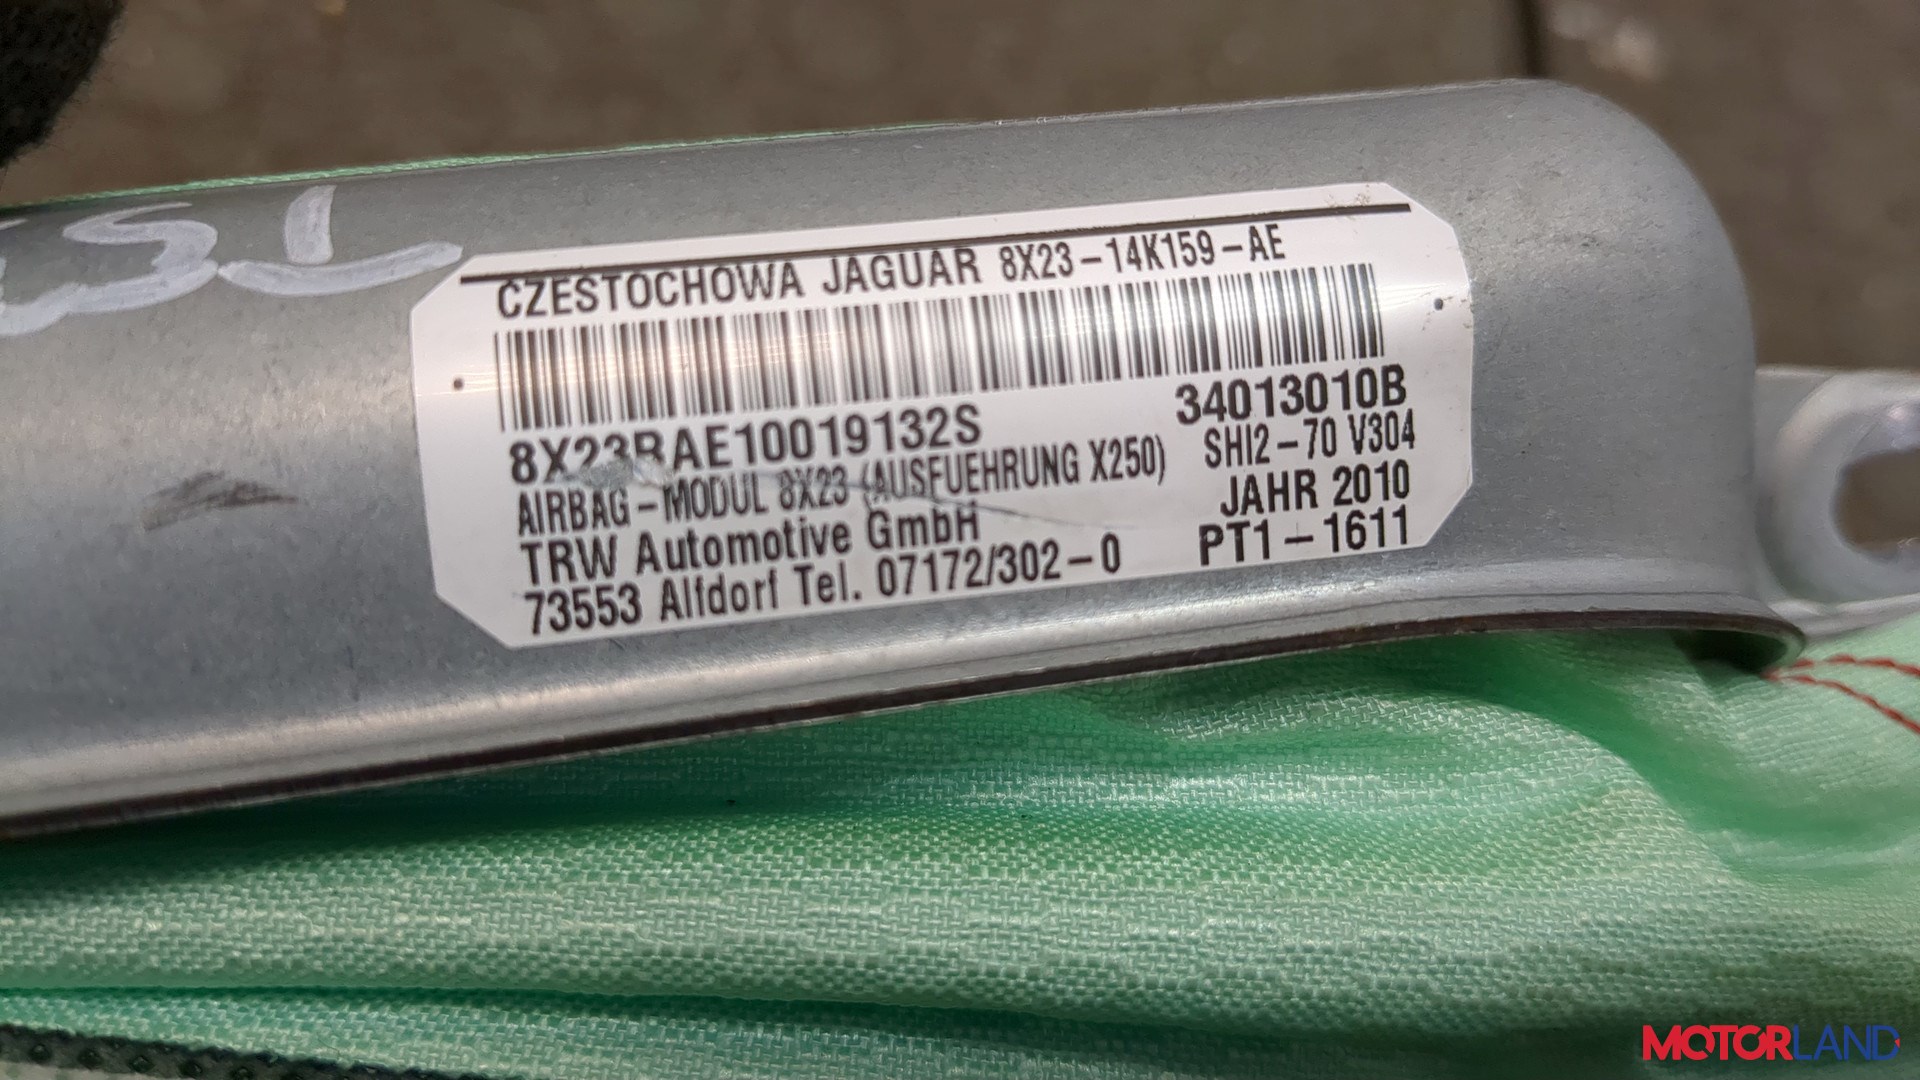 CZESTOCHOWA JAGUAR 8X23-14K159-AE
34013010B
8X23RAE10019132S
SHI2-70 V304
AIRBAG-MODUL 8X23 (AUSFUEHRUNG X250)
JAHR 2010
TRW Automotive GmbH
PT1-1611
73553 Alfdorf Tel. 07172/302-0
MOTORLAND